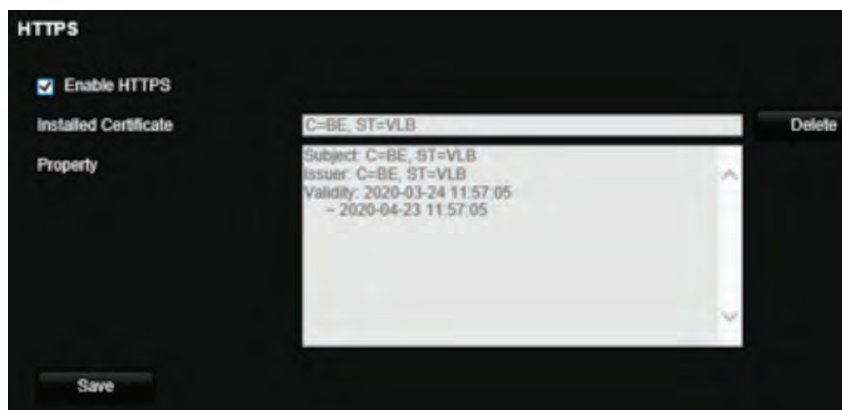 HTTPS
Enable HTTPS
Installed Certificate C=BE, ST=VLB Delete
Property
Subject: C=BE, ST=VLB
Issuer: C=BE, ST=VLB
Validity: 2020-03-24 11:57:05
~ 2020-04-23 11:57:05
Save